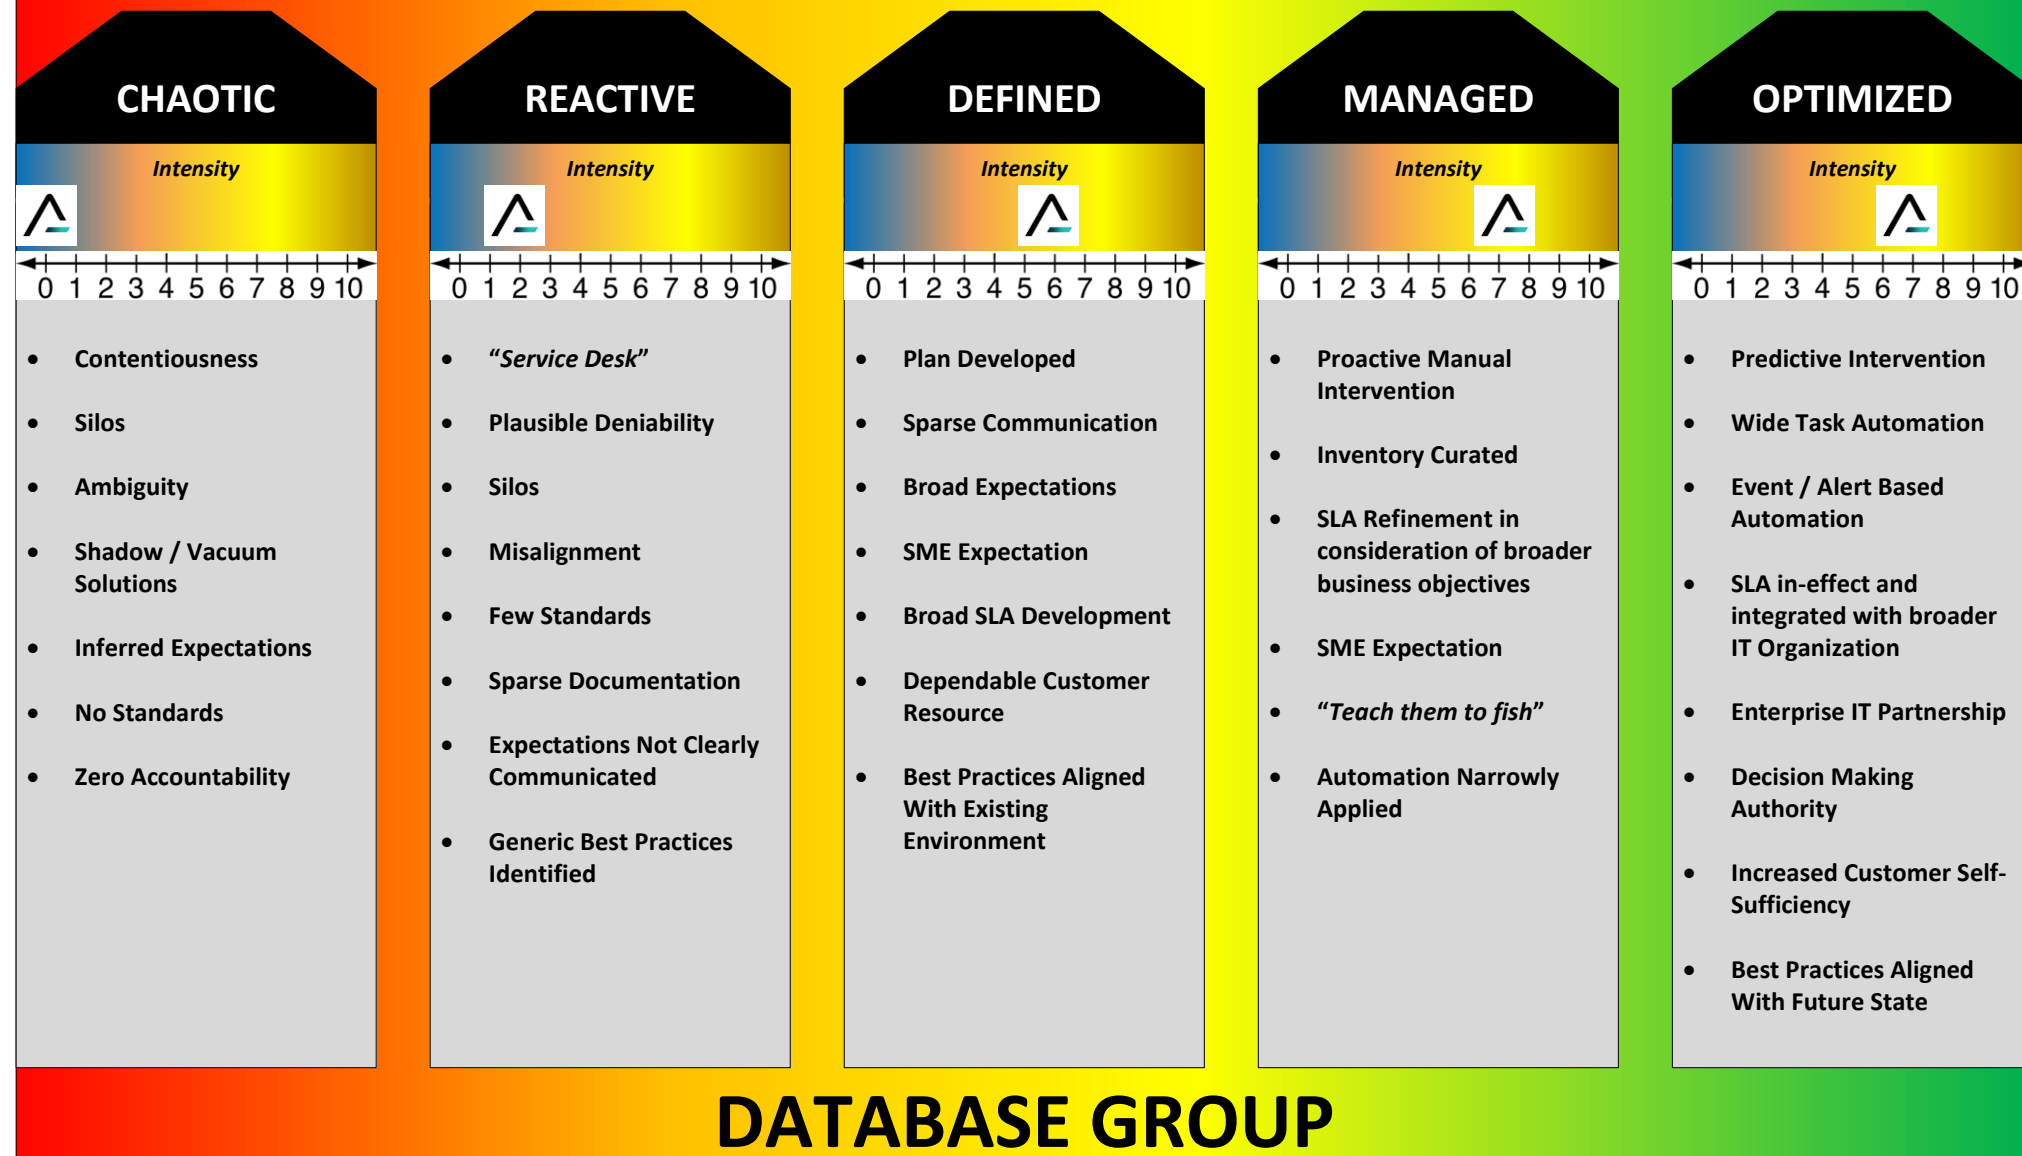 CHAOTIC
Intensity
0 1 2 3 4 5 6 7 8 9 10
• Contentiousness
• Silos
• Ambiguity
• Shadow / Vacuum
Solutions
• Inferred Expectations
• No Standards
• Zero Accountability
REACTIVE
Intensity
0 1 2 3 4 5 6 7 8 9 10
• “Service Desk”
• Plausible Deniability
• Silos
• Misalignment
• Few Standards
• Sparse Documentation
• Expectations Not Clearly
Communicated
• Generic Best Practices
Identified
DEFINED
Intensity
0 1 2 3 4 5 6 7 8 9 10
• Plan Developed
• Sparse Communication
• Broad Expectations
• SME Expectation
• Broad SLA Development
• Dependable Customer
Resource
• Best Practices Aligned
With Existing
Environment
MANAGED
Intensity
0 1 2 3 4 5 6 7 8 9 10
• Proactive Manual
Intervention
• Inventory Curated
• SLA Refinement in
consideration of broader
business objectives
• SME Expectation
• “Teach them to fish”
• Automation Narrowly
Applied
OPTIMIZED
Intensity
0 1 2 3 4 5 6 7 8 9 10
• Predictive Intervention
• Wide Task Automation
• Event / Alert Based
Automation
• SLA in-effect and
integrated with broader
IT Organization
• Enterprise IT Partnership
• Decision Making
Authority
• Increased Customer Self-
Sufficiency
• Best Practices Aligned
With Future State
DATABASE GROUP